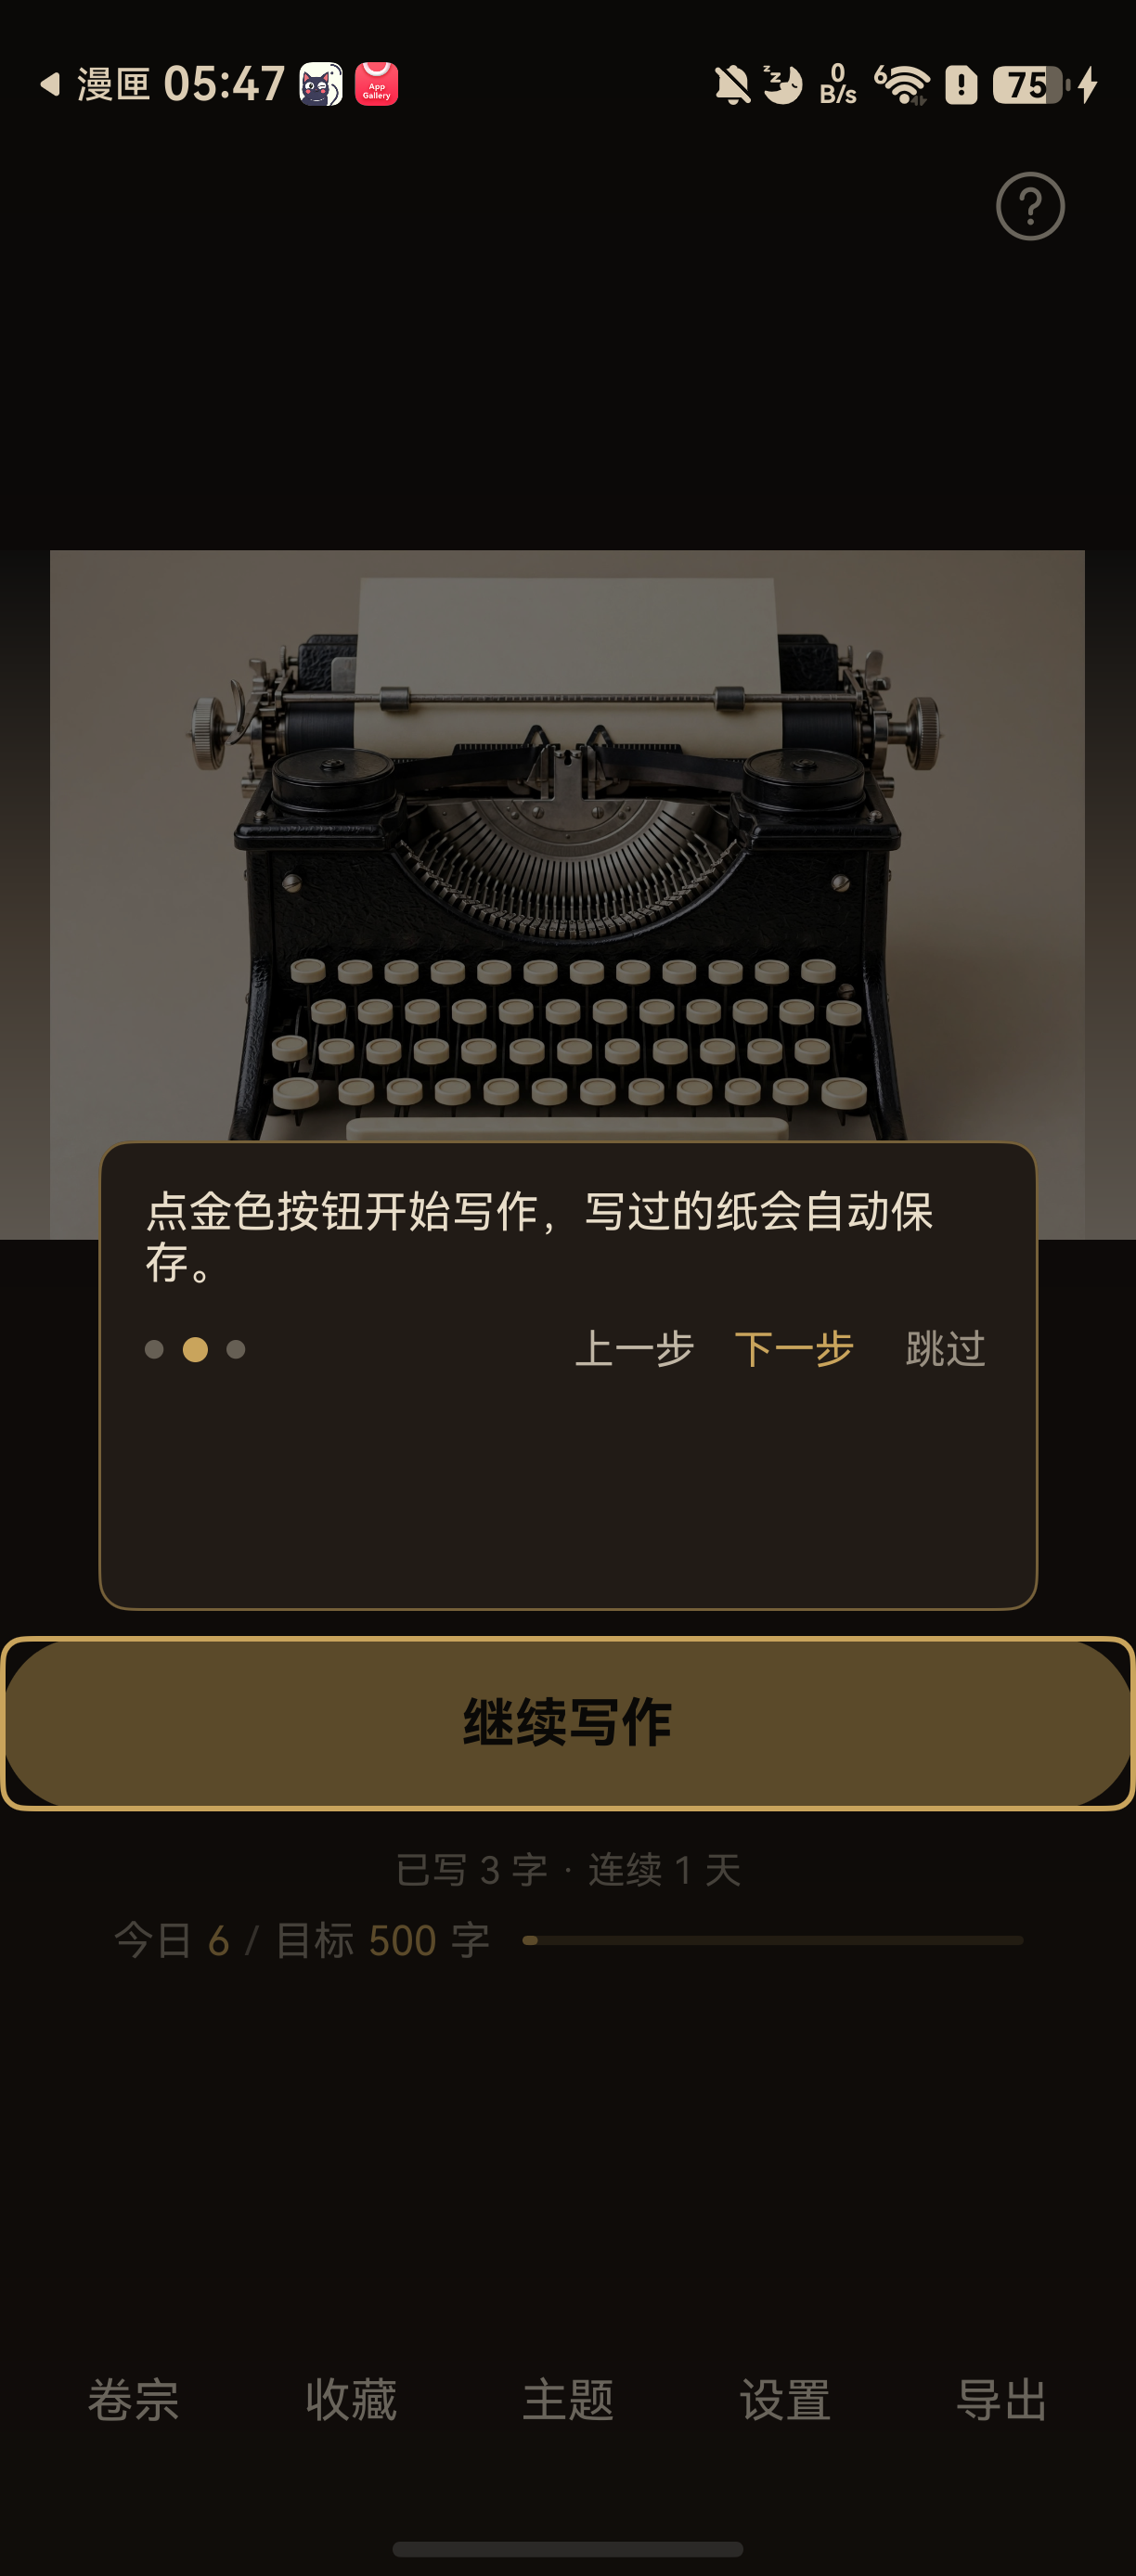 漫匣 05:47 App Gallery 0 B/s 6 75
点金色按钮开始写作，写过的纸会自动保
存。
上一步 下一步 跳过
继续写作
已写 3 字 · 连续 1 天
今日 6 / 目标 500 字
卷宗 收藏 主题 设置 导出